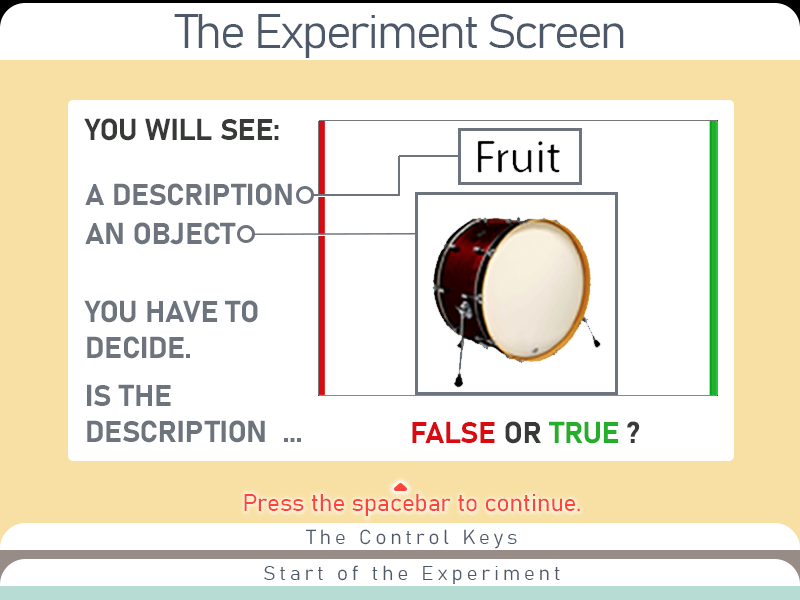 The Experiment Screen
YOU WILL SEE:
Fruit
A DESCRIPTION
AN OBJECT
YOU HAVE TO
DECIDE.
IS THE
DESCRIPTION ...
FALSE OR TRUE ?
Press the spacebar to continue.
The Control Keys
Start of the Experiment